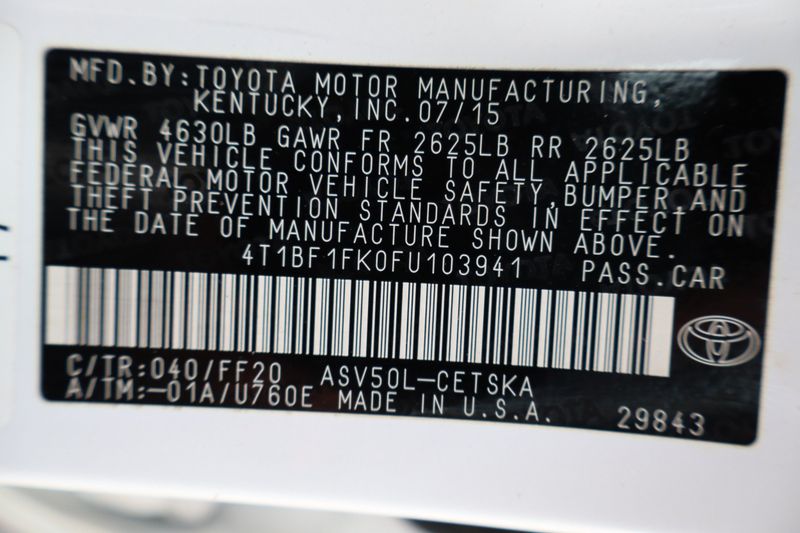 MFD.BY:TOYOTA MOTOR MANUFACTURING,
KENTUCKY,INC.07/15
GVWR 4630LB GAWR FR 2625LB RR 2625LB
THIS VEHICLE CONFORMS TO ALL APPLICABLE
FEDERAL MOTOR VEHICLE SAFETY,BUMPER AND
THEFT PREVENTION STANDARDS IN EFFECT ON
THE DATE OF MANUFACTURE SHOWN ABOVE.
4T1BF1FK0FU103941 PASS.CAR
C/TR:040/FF20 ASV50L-CETSKA
A/TM:-01A/U760E MADE IN U.S.A. 29843